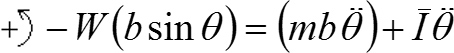 +↺ −W(b sin θ) = (mbθ̈) + Īθ̈